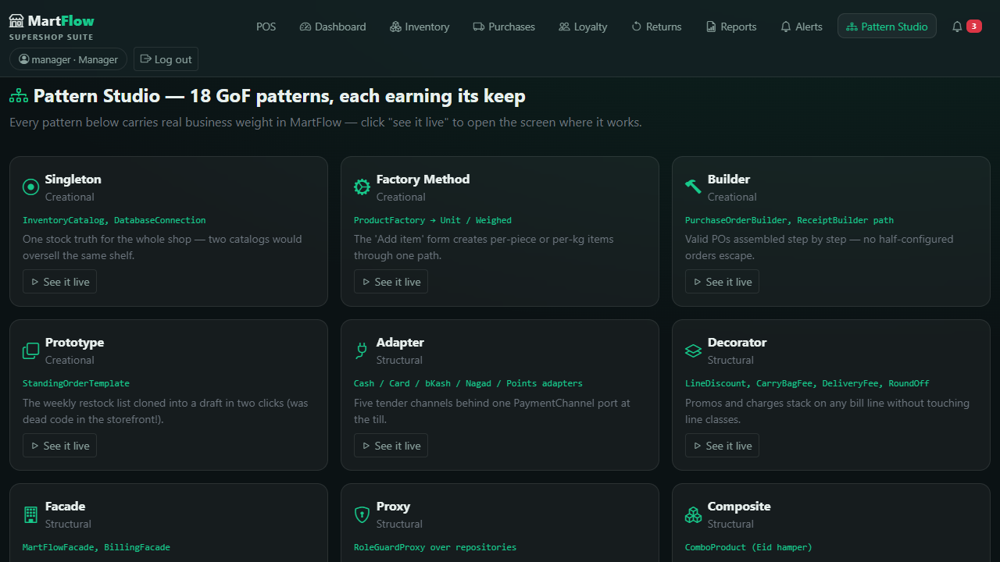 MartFlow
SUPERSHOP SUITE
POS
Dashboard
Inventory
Purchases
Loyalty
Returns
Reports
Alerts
Pattern Studio
3
manager · Manager
Log out
Pattern Studio — 18 GoF patterns, each earning its keep
Every pattern below carries real business weight in MartFlow — click "see it live" to open the screen where it works.
Singleton
Creational
InventoryCatalog, DatabaseConnection
One stock truth for the whole shop — two catalogs would
oversell the same shelf.
See it live
Factory Method
Creational
ProductFactory → Unit / Weighed
The 'Add item' form creates per-piece or per-kg items
through one path.
See it live
Builder
Creational
PurchaseOrderBuilder, ReceiptBuilder path
Valid POs assembled step by step — no half-configured
orders escape.
See it live
Prototype
Creational
StandingOrderTemplate
The weekly restock list cloned into a draft in two clicks (was
dead code in the storefront!).
See it live
Adapter
Structural
Cash / Card / bKash / Nagad / Points adapters
Five tender channels behind one PaymentChannel port at
the till.
See it live
Decorator
Structural
LineDiscount, CarryBagFee, DeliveryFee, RoundOff
Promos and charges stack on any bill line without touching
line classes.
See it live
Facade
Structural
MartFlowFacade, BillingFacade
Proxy
Structural
RoleGuardProxy over repositories
Composite
Structural
ComboProduct (Eid hamper)